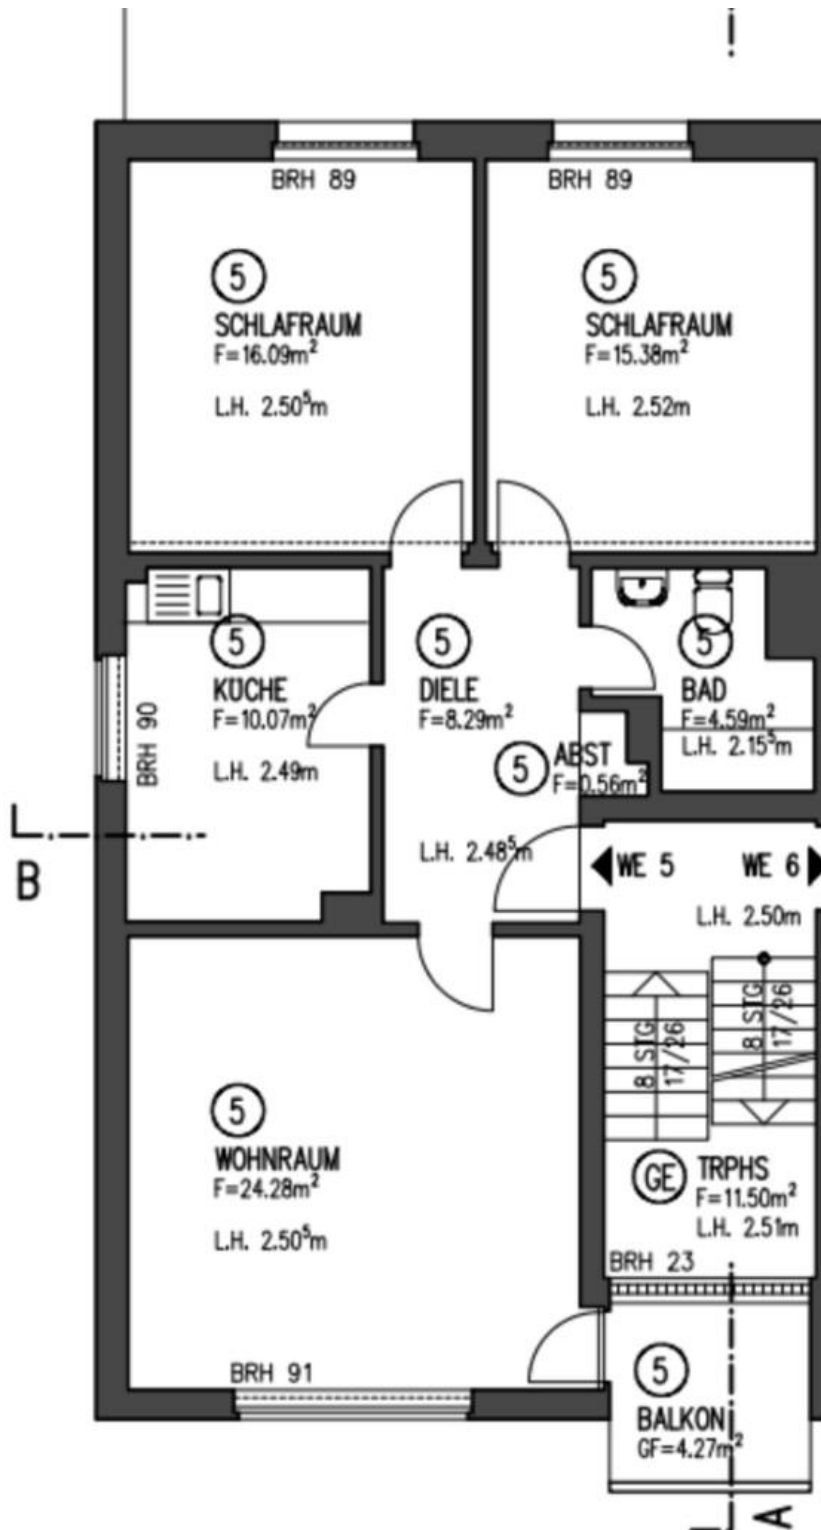 BRH 89
BRH 89
5
SCHLAFRAUM
F=16.09m²
L.H. 2.50⁵m
5
SCHLAFRAUM
F=15.38m²
L.H. 2.52m
5
KÜCHE
F=10.07m²
L.H. 2.49m
BRH 90
5
DIELE
F=8.29m²
L.H. 2.48⁵m
5
BAD
F=4.59m²
L.H. 2.15⁵m
5
ABST
F=0.56m²
B
WE 5
WE 6
L.H. 2.50m
8 STG
17/26
8 STG
17/26
5
WOHNRAUM
F=24.28m²
L.H. 2.50⁵m
GE
TRPHS
F=11.50m²
L.H. 2.51m
BRH 23
BRH 91
5
BALKON
GF=4.27m²
A